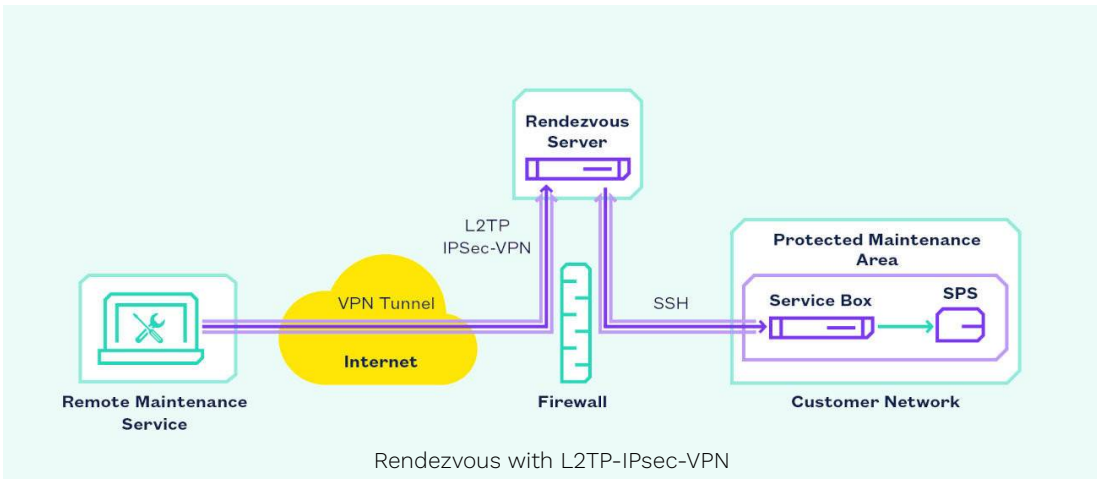 Rendezvous
Server
L2TP
IPSec-VPN
VPN Tunnel
Internet
Remote Maintenance
Service
Firewall
SSH
Protected Maintenance
Area
Service Box
SPS
Customer Network
Rendezvous with L2TP-IPsec-VPN